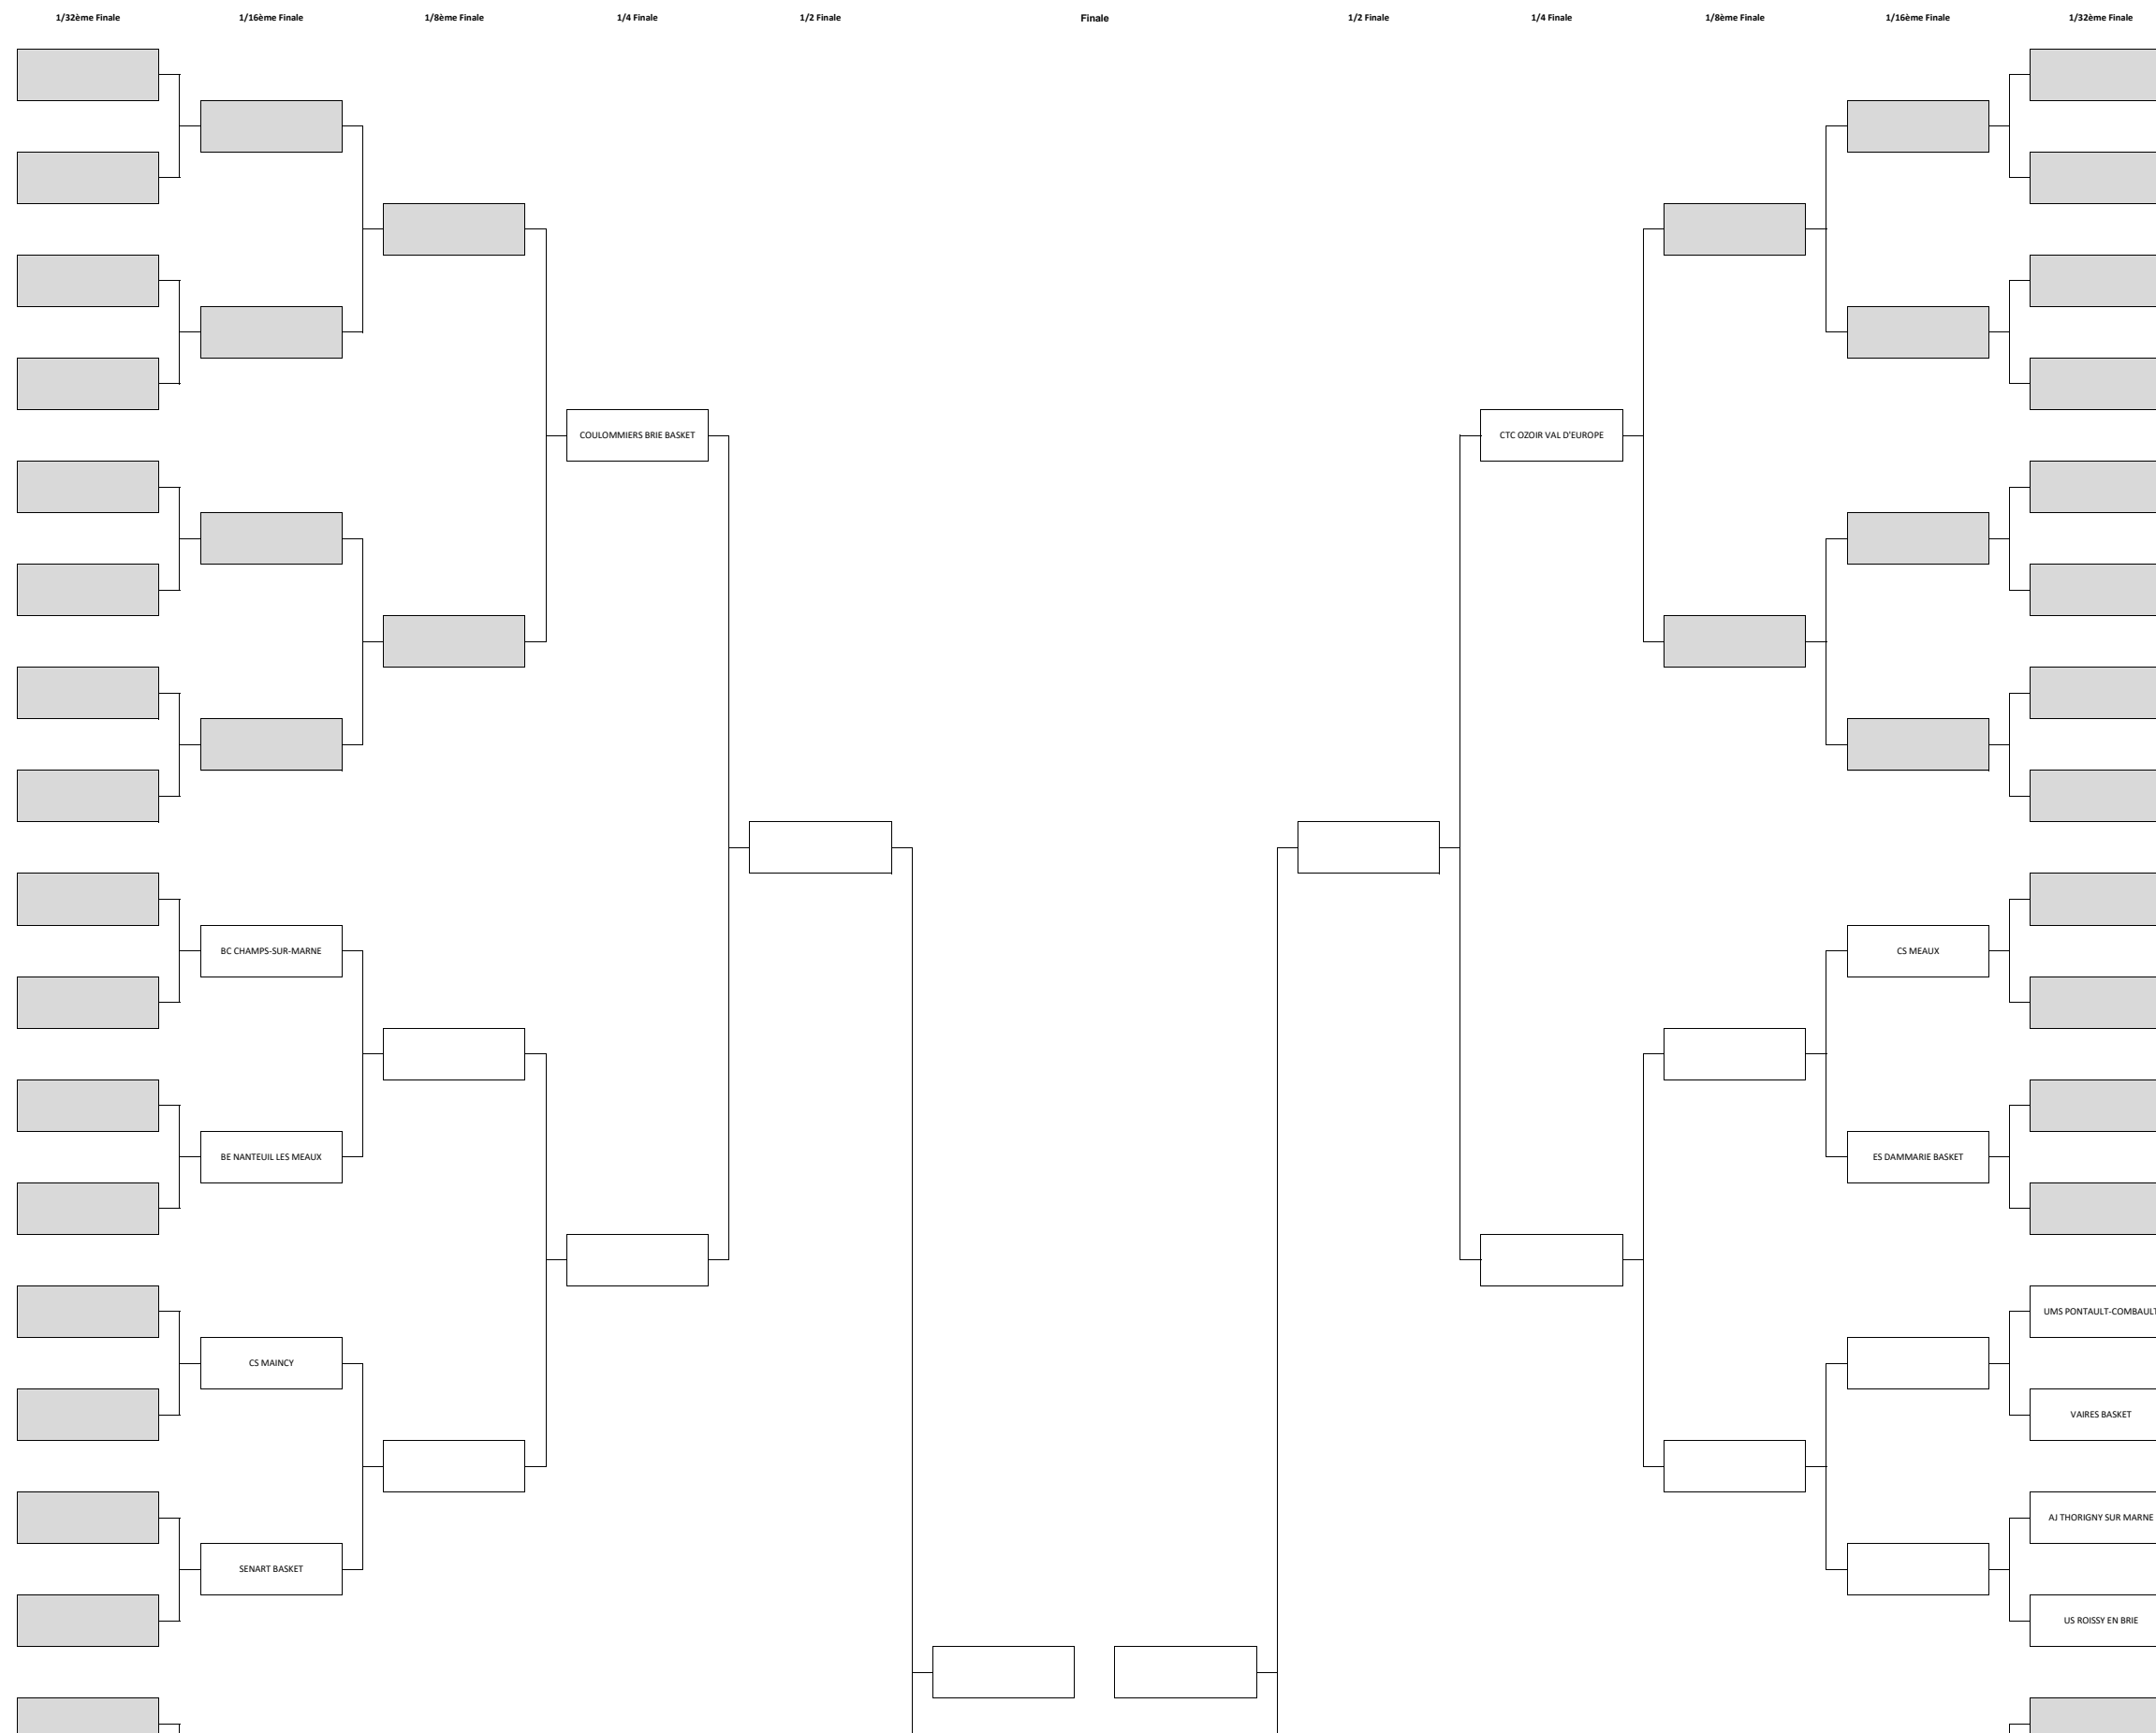 1/32ème Finale
1/16ème Finale
1/8ème Finale
1/4 Finale
1/2 Finale
Finale
1/2 Finale
1/4 Finale
1/8ème Finale
1/16ème Finale
1/32ème Finale
COULOMMIERS BRIE BASKET
CTC OZOIR VAL D'EUROPE
BC CHAMPS-SUR-MARNE
CS MEAUX
BE NANTEUIL LES MEAUX
ES DAMMARIE BASKET
UMS PONTAULT-COMBAULT
CS MAINCY
VAIRES BASKET
AJ THORIGNY SUR MARNE
SENART BASKET
US ROISSY EN BRIE